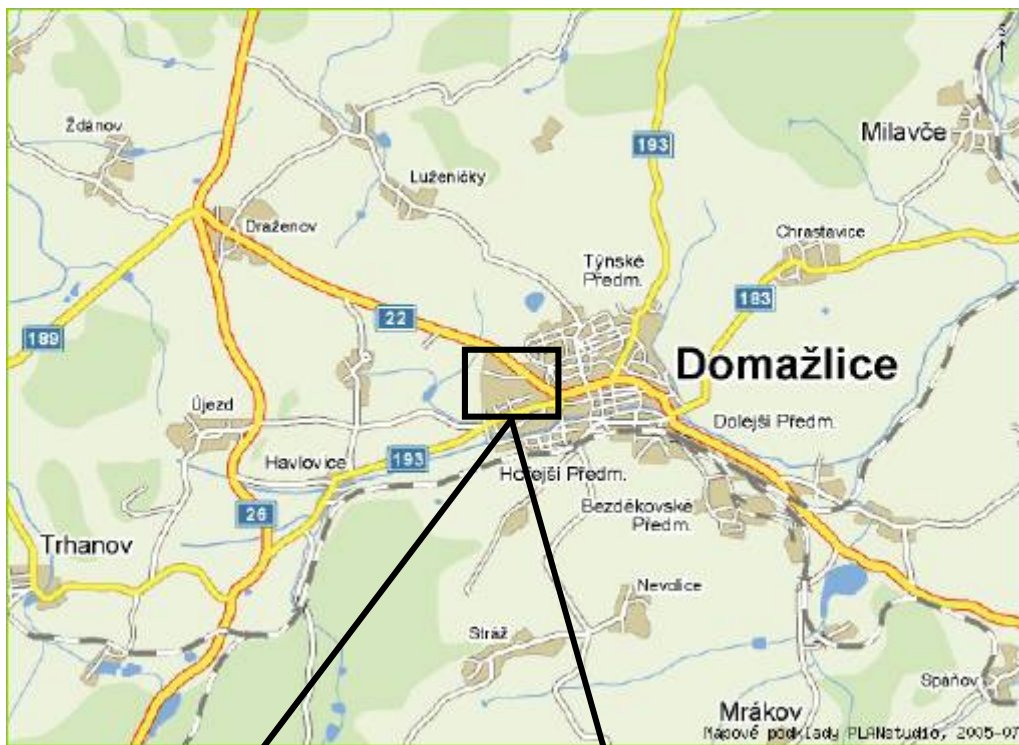 S
193
Milavče
Ždánov
Luženičky
Draženov
Chrastavice
Týnské
Předm.
183
22
189
Domažlice
Újezd
Dolejší Předm.
Havlovice
193
Hořejší Předm.
Bezděkovské
Předm.
26
Trhanov
Nevolice
Stráž
Spáňov
Mrákov
Mapové podklady PLANstudio, 2005-07